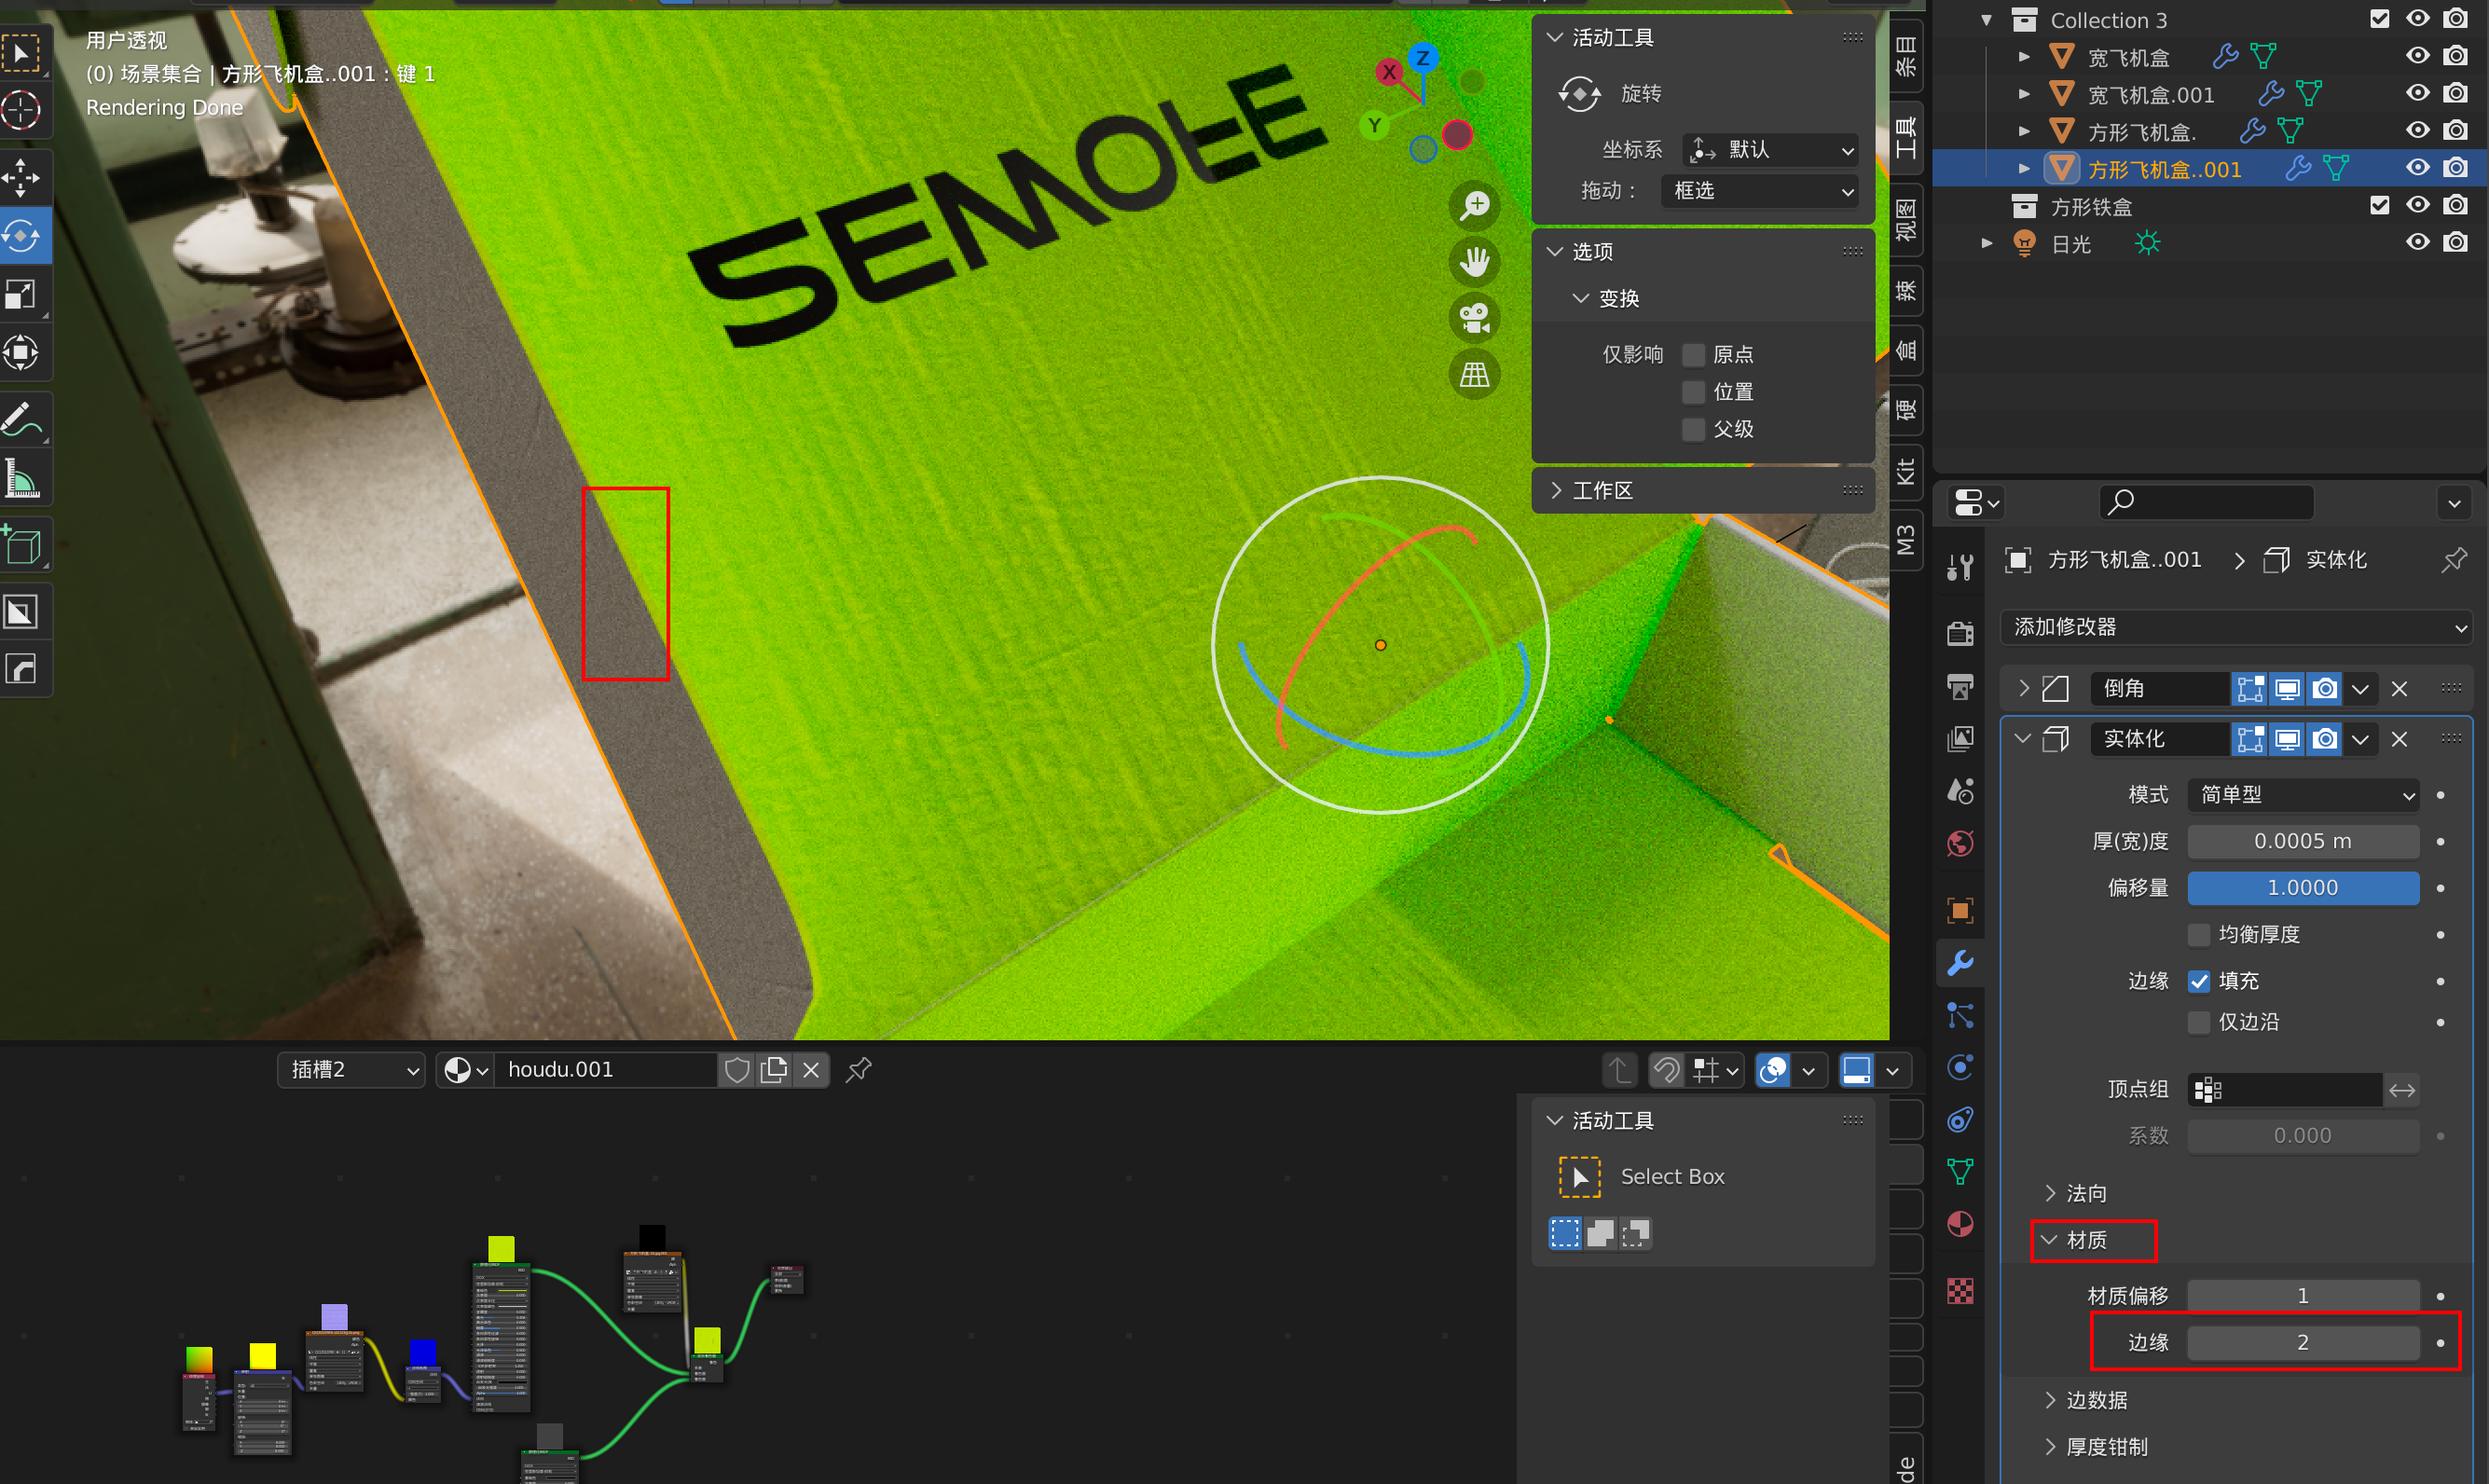 用户透视
(0) 场景集合 | 方形飞机盒..001 : 键 1
Rendering Done
SEMOFE
X
Z
Y
活动工具
旋转
坐标系
默认
拖动：
框选
选项
变换
仅影响
原点
位置
父级
工作区
条目
工具
视图
辣
盒
硬
Kit
M3
Collection 3
宽飞机盒
宽飞机盒.001
方形飞机盒.
方形飞机盒..001
方形铁盒
日光
方形飞机盒..001
实体化
添加修改器
倒角
实体化
模式
简单型
厚(宽)度
0.0005 m
偏移量
1.0000
均衡厚度
边缘
填充
仅边沿
顶点组
系数
0.000
法向
材质
材质偏移
1
边缘
2
边数据
厚度钳制
插槽2
houdu.001
活动工具
Select Box
de